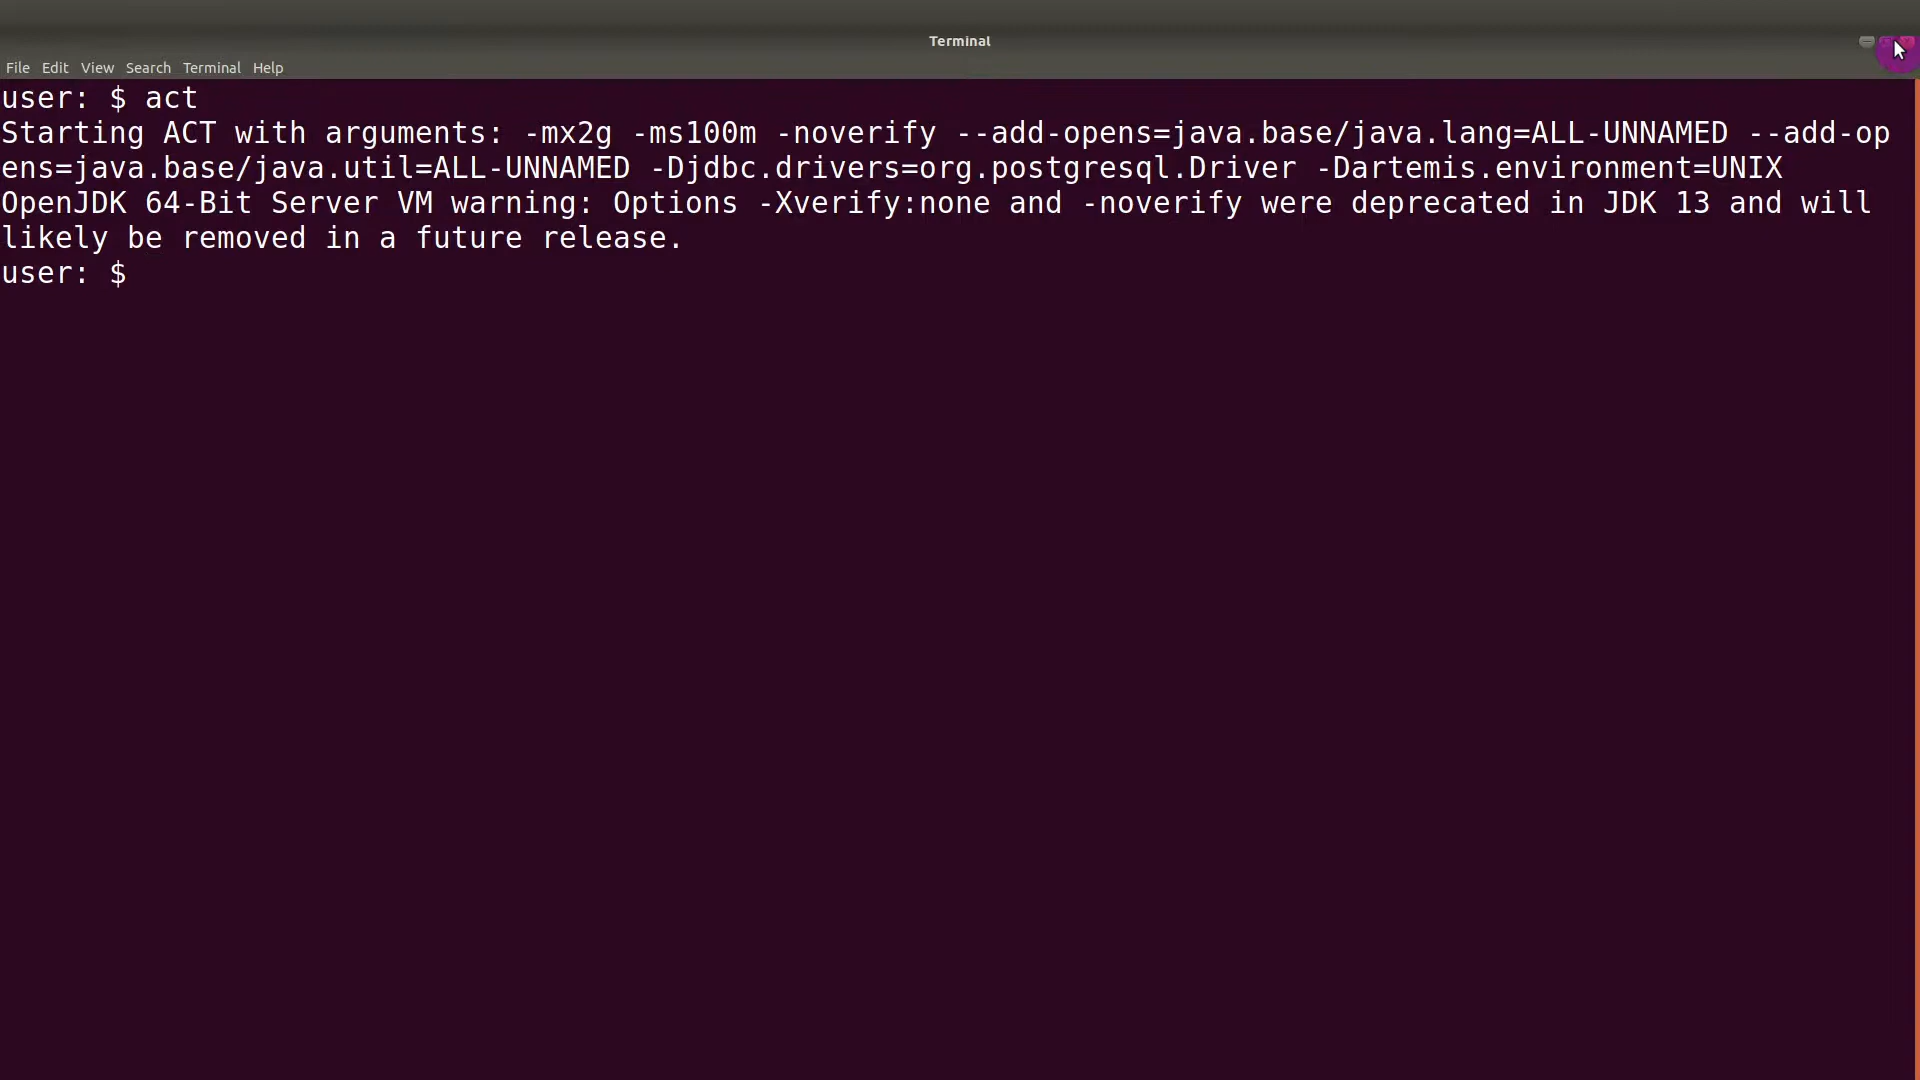 Terminal
File Edit View Search Terminal Help
user: $ act
Starting ACT with arguments: -mx2g -ms100m -noverify --add-opens=java.base/java.lang=ALL-UNNAMED --add-op
ens=java.base/java.util=ALL-UNNAMED -Djdbc.drivers=org.postgresql.Driver -Dartemis.environment=UNIX
OpenJDK 64-Bit Server VM warning: Options -Xverify:none and -noverify were deprecated in JDK 13 and will
likely be removed in a future release.
user: $